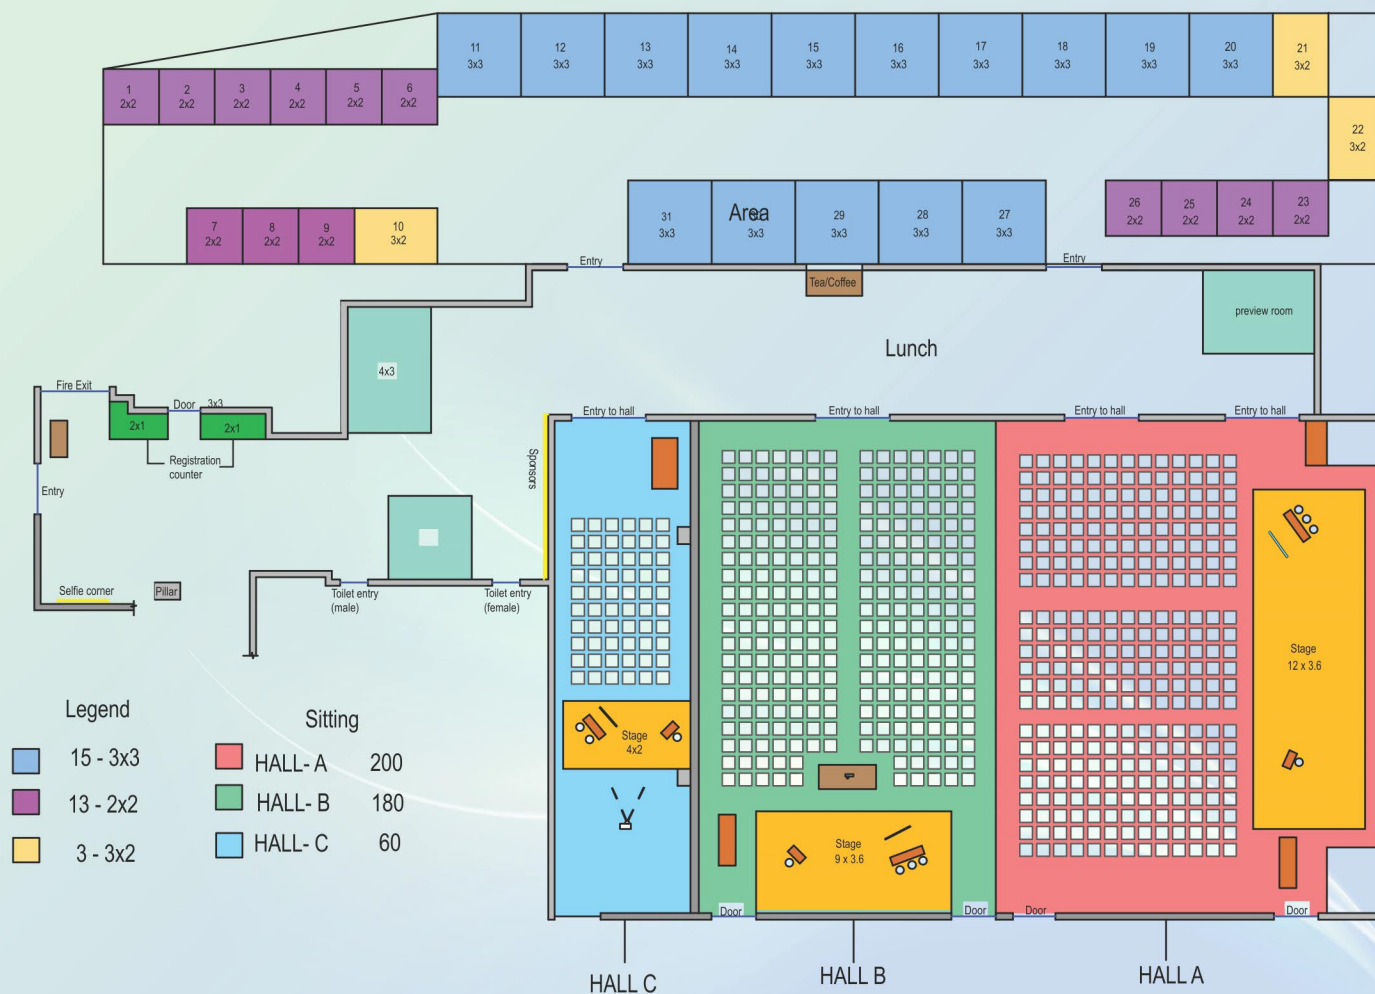 11
3x3
12
3x3
13
3x3
14
3x3
15
3x3
16
3x3
17
3x3
18
3x3
19
3x3
20
3x3
21
3x2
1
2x2
2
2x2
3
2x2
4
2x2
5
2x2
6
2x2
22
3x2
7
2x2
8
2x2
9
2x2
10
3x2
31
3x3
Area
3x3
29
3x3
28
3x3
27
3x3
26
2x2
25
2x2
24
2x2
23
2x2
Entry
Entry
Tea/Coffee
preview room
Lunch
4x3
Fire Exit
Door
3x3
2x1
2x1
Registration
counter
Entry
Selfie corner
Pillar
Toilet entry
(male)
Toilet entry
(female)
Sponsors
Entry to hall
Entry to hall
Entry to hall
Entry to hall
Stage
4x2
Stage
9 x 3.6
Stage
12 x 3.6
Door
Door
Door
Door
HALL C
HALL B
HALL A
Legend
15 - 3x3
13 - 2x2
3 - 3x2
Sitting
HALL- A 200
HALL- B 180
HALL- C 60